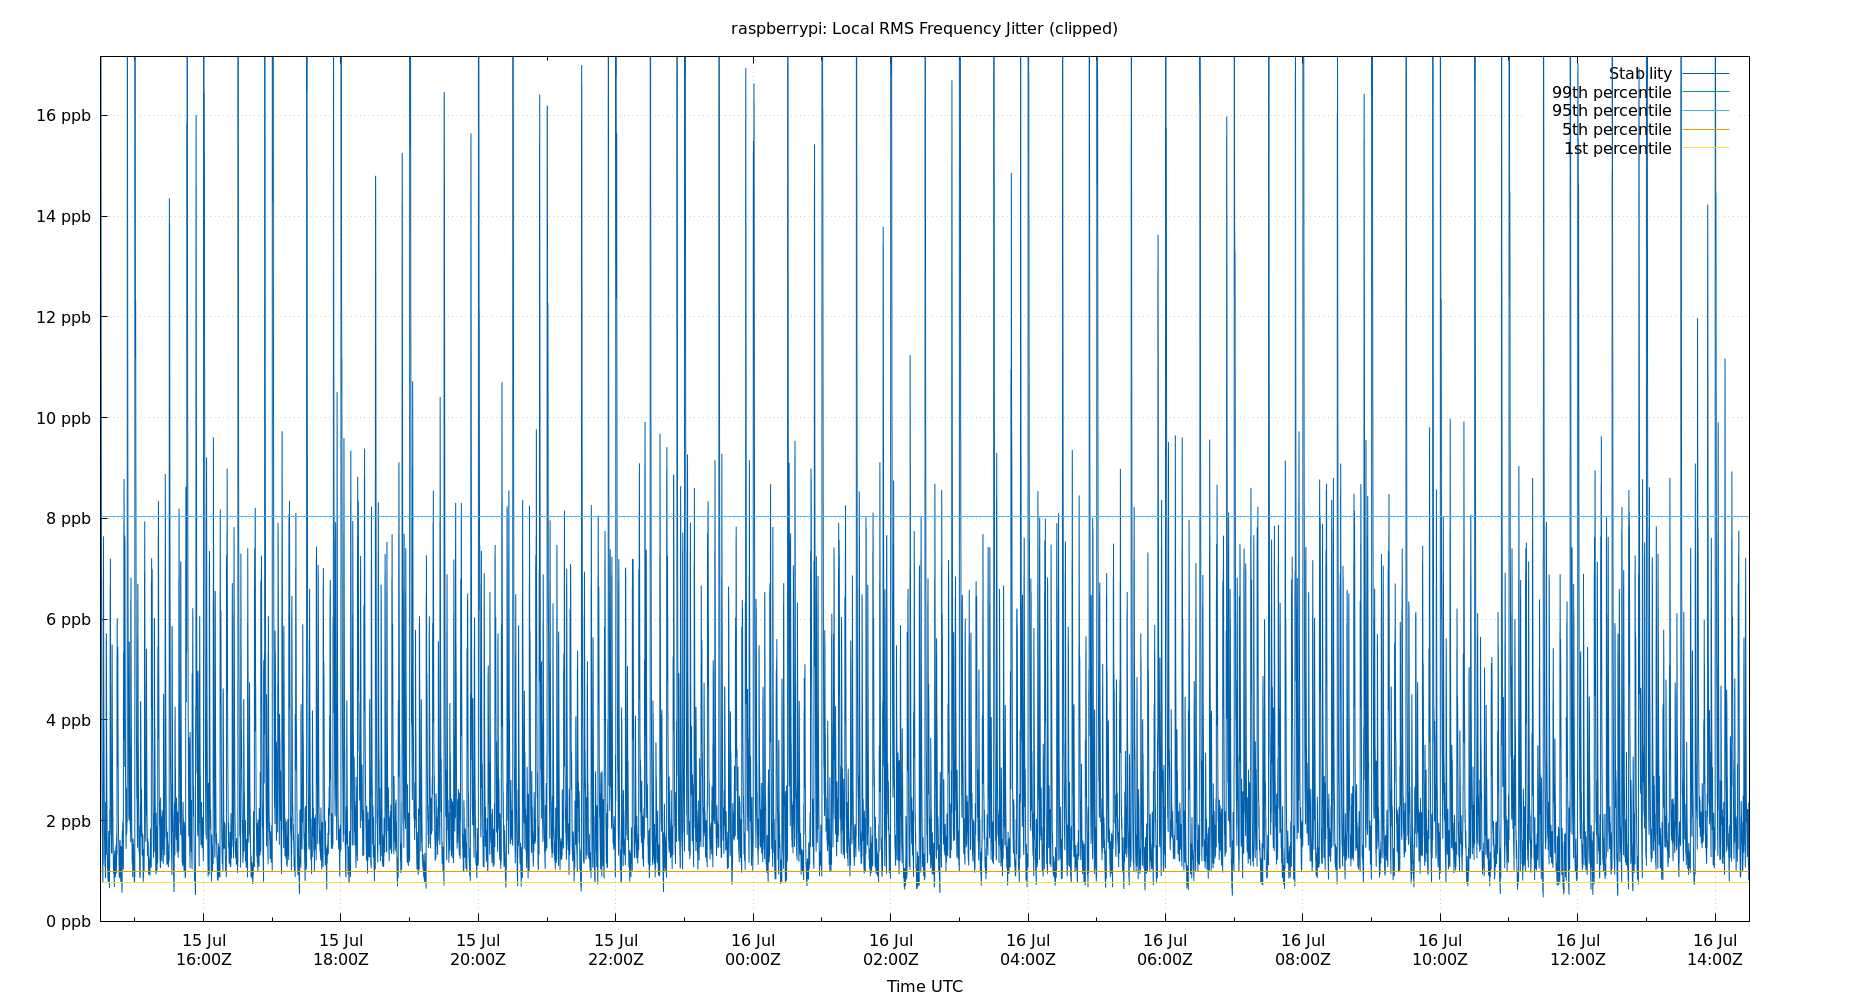 raspberrypi: Local RMS Frequency Jitter (clipped)
Stability
99th percentile
95th percentile
5th percentile
1st percentile
16 ppb
14 ppb
12 ppb
10 ppb
8 ppb
6 ppb
4 ppb
2 ppb
0 ppb
15 Jul 15 Jul 15 Jul 15 Jul 16 Jul 16 Jul 16 Jul 16 Jul 16 Jul 16 Jul 16 Jul 16 Jul
16:00Z 18:00Z 20:00Z 22:00Z 00:00Z 02:00Z 04:00Z 06:00Z 08:00Z 10:00Z 12:00Z 14:00Z
Time UTC